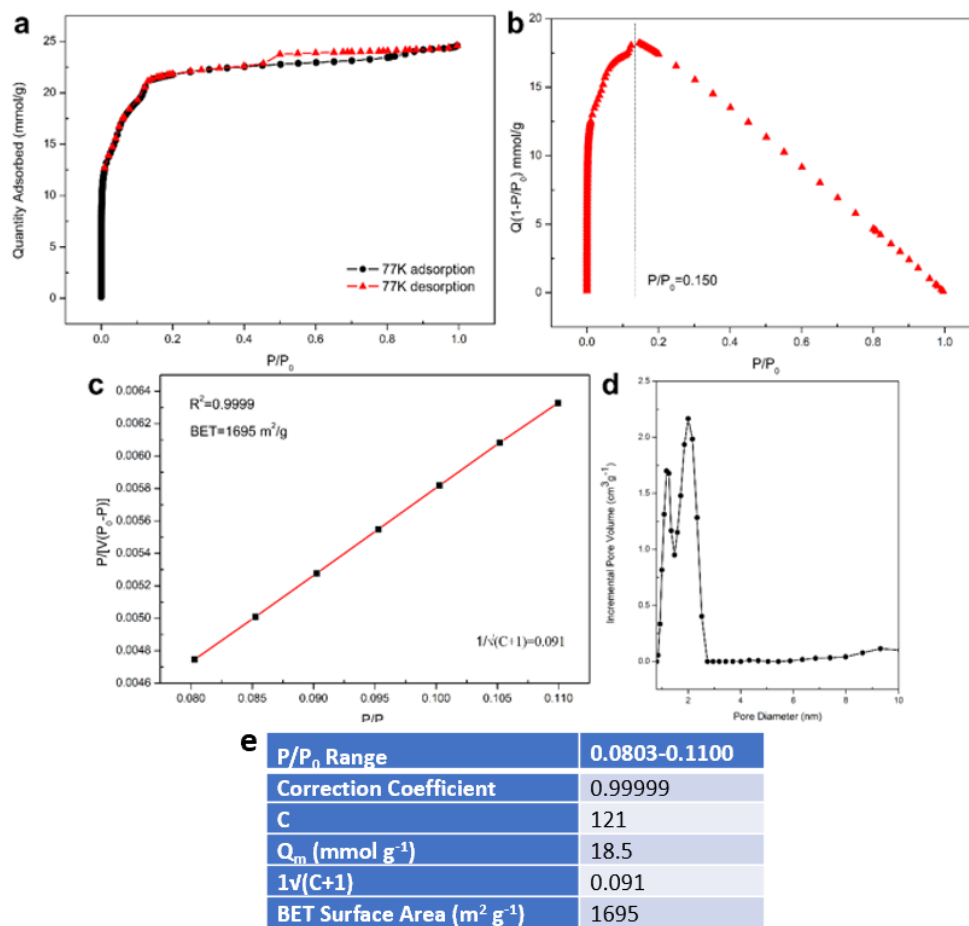 a
Quantity Adsorbed (mmol/g)
25
20
15
10
5
0
77K adsorption
77K desorption
0.0 0.2 0.4 0.6 0.8 1.0
P/P₀
b
Q(1-P/P₀) mmol/g
20
15
10
5
0
P/P₀=0.150
0.0 0.2 0.4 0.6 0.8 1.0
P/P₀
c
P/[V(P₀-P)]
0.0064
0.0062
0.0060
0.0058
0.0056
0.0054
0.0052
0.0050
0.0048
0.0046
R²=0.9999
BET=1695 m²/g
1/√(C+1)=0.091
0.080 0.085 0.090 0.095 0.100 0.105 0.110
P/P
d
Incremental Pore Volume (cm³g⁻¹)
2.5
2.0
1.5
1.0
0.5
0.0
2 4 6 8 10
Pore Diameter (nm)
e
P/P₀ Range 0.0803-0.1100
Correction Coefficient 0.99999
C 121
Qₘ (mmol g⁻¹) 18.5
1√(C+1) 0.091
BET Surface Area (m² g⁻¹) 1695